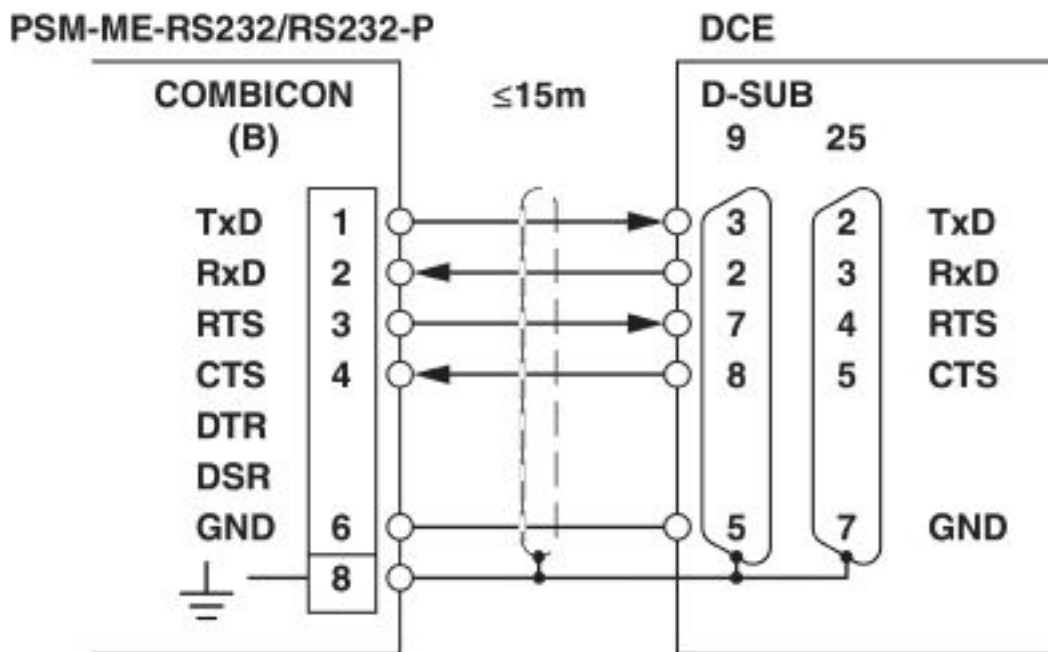 PSM-ME-RS232/RS232-P DCE
COMBICON ≤15m D-SUB
(B) 9 25
TxD 1 3 2 TxD
RxD 2 2 3 RxD
RTS 3 7 4 RTS
CTS 4 8 5 CTS
DTR
DSR
GND 6 5 7 GND
8